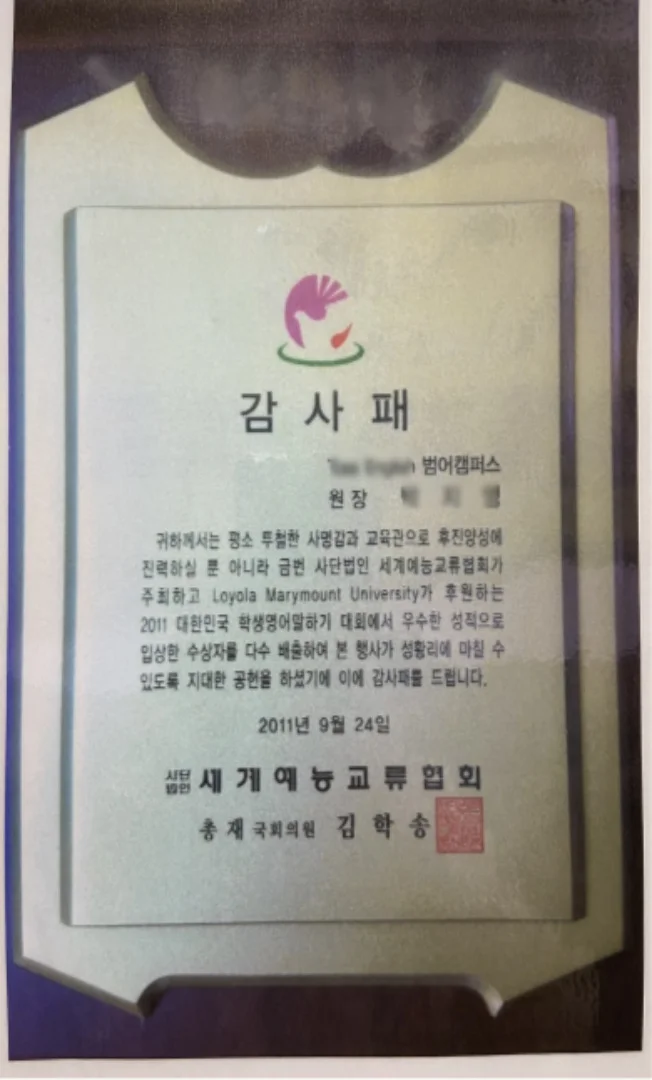 감 사 패
범어캠퍼스
원 장
귀하께서는 평소 투철한 사명감과 교육관으로 후진양성에
진력하실 뿐 아니라 금번 사단법인 세계예능교류협회가
주최하고 Loyola Marymount University가 후원하는
2011 대한민국 학생영어말하기 대회에서 우수한 성적으로
입상한 수상자를 다수 배출하여 본 행사가 성황리에 마칠 수
있도록 지대한 공헌을 하셨기에 이에 감사패를 드립니다.
2011년 9월 24일
사단법인 세계예능교류협회
총 재 국회의원 김 학 송